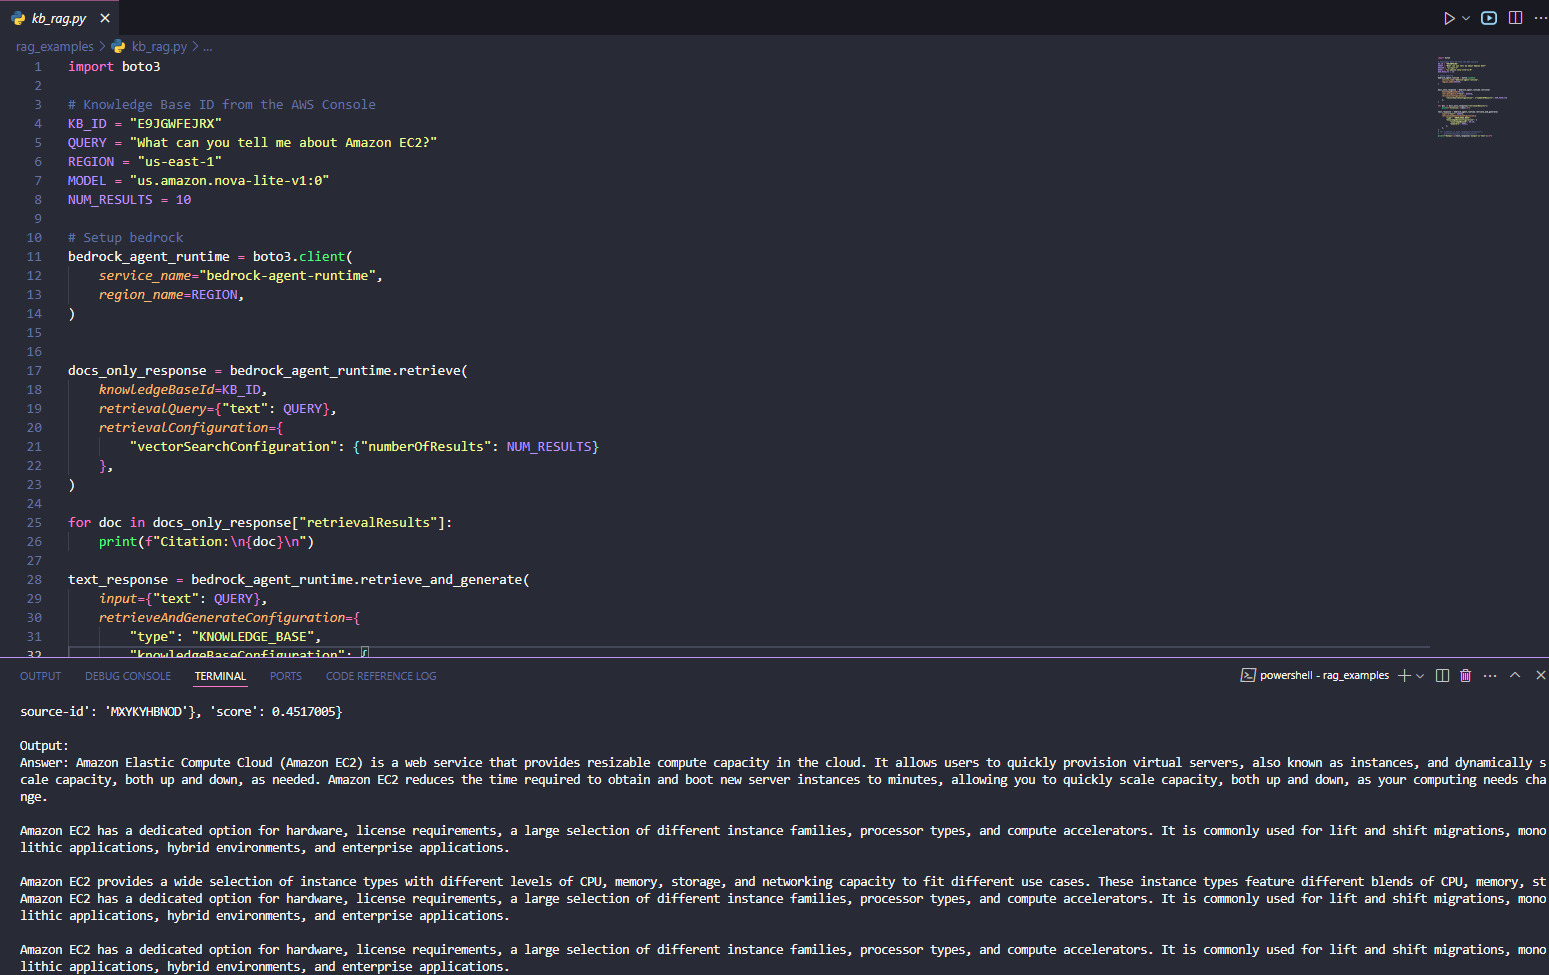 kb_rag.py
rag_examples > kb_rag.py > ...
1 import boto3
2
3 # Knowledge Base ID from the AWS Console
4 KB_ID = "E9JGWFEJRX"
5 QUERY = "What can you tell me about Amazon EC2?"
6 REGION = "us-east-1"
7 MODEL = "us.amazon.nova-lite-v1:0"
8 NUM_RESULTS = 10
9
10 # Setup bedrock
11 bedrock_agent_runtime = boto3.client(
12 service_name="bedrock-agent-runtime",
13 region_name=REGION,
14 )
15
16
17 docs_only_response = bedrock_agent_runtime.retrieve(
18 knowledgeBaseId=KB_ID,
19 retrievalQuery={"text": QUERY},
20 retrievalConfiguration={
21 "vectorSearchConfiguration": {"numberOfResults": NUM_RESULTS}
22 },
23 )
24
25 for doc in docs_only_response["retrievalResults"]:
26 print(f"Citation:\n{doc}\n")
27
28 text_response = bedrock_agent_runtime.retrieve_and_generate(
29 input={"text": QUERY},
30 retrieveAndGenerateConfiguration={
31 "type": "KNOWLEDGE_BASE",
32 "knowledgeBaseConfiguration": {
OUTPUT DEBUG CONSOLE TERMINAL PORTS CODE REFERENCE LOG powershell - rag_examples
source-id': 'MXYKYHBNOD'}, 'score': 0.4517005}
Output:
Answer: Amazon Elastic Compute Cloud (Amazon EC2) is a web service that provides resizable compute capacity in the cloud. It allows users to quickly provision virtual servers, also known as instances, and dynamically s
cale capacity, both up and down, as needed. Amazon EC2 reduces the time required to obtain and boot new server instances to minutes, allowing you to quickly scale capacity, both up and down, as your computing needs cha
nge.
Amazon EC2 has a dedicated option for hardware, license requirements, a large selection of different instance families, processor types, and compute accelerators. It is commonly used for lift and shift migrations, mono
lithic applications, hybrid environments, and enterprise applications.
Amazon EC2 provides a wide selection of instance types with different levels of CPU, memory, storage, and networking capacity to fit different use cases. These instance types feature different blends of CPU, memory, st
Amazon EC2 has a dedicated option for hardware, license requirements, a large selection of different instance families, processor types, and compute accelerators. It is commonly used for lift and shift migrations, mono
lithic applications, hybrid environments, and enterprise applications.
Amazon EC2 has a dedicated option for hardware, license requirements, a large selection of different instance families, processor types, and compute accelerators. It is commonly used for lift and shift migrations, mono
lithic applications, hybrid environments, and enterprise applications.